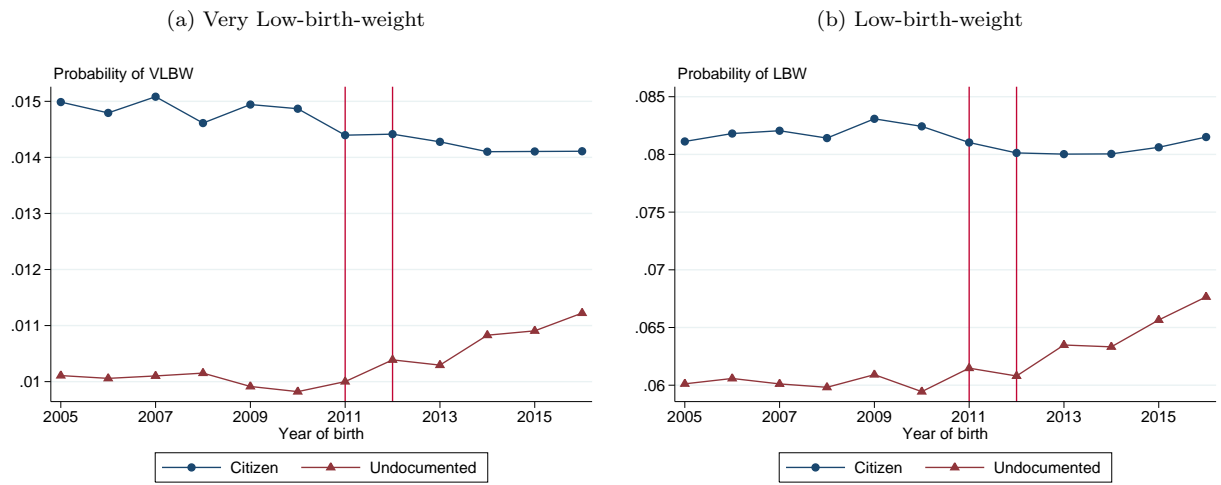 (a) Very Low-birth-weight
Probability of VLBW
.015
.014
.013
.012
.011
.01
2005 2007 2009 2011 2013 2015
Year of birth
Citizen Undocumented
(b) Low-birth-weight
Probability of LBW
.085
.08
.075
.07
.065
.06
2005 2007 2009 2011 2013 2015
Year of birth
Citizen Undocumented